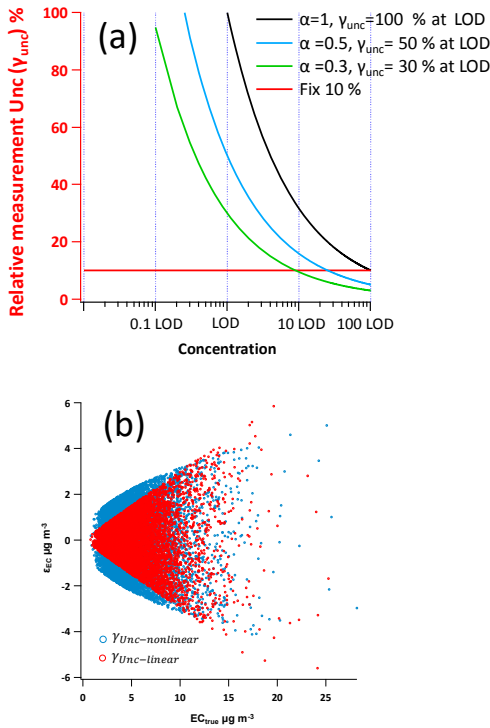 Relative measurement Unc (γunc) %
100
80
60
40
20
0
(a)
α=1, γunc=100 % at LOD
α =0.5, γunc= 50 % at LOD
α =0.3, γunc= 30 % at LOD
Fix 10 %
0.1 LOD
LOD
10 LOD
100 LOD
Concentration
(b)
εEC µg m-3
6
4
2
0
-2
-4
-6
γUnc−nonlinear
γUnc−linear
0
5
10
15
20
25
ECtrue µg m-3